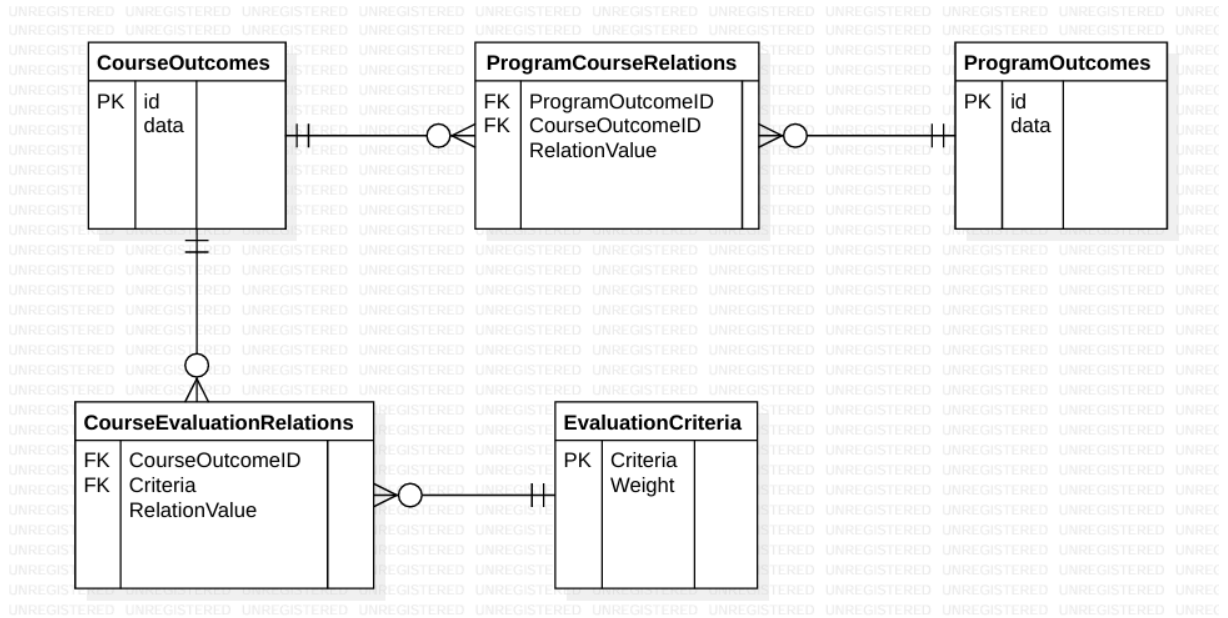 CourseOutcomes
PK id
data
ProgramCourseRelations
FK ProgramOutcomeID
FK CourseOutcomeID
RelationValue
ProgramOutcomes
PK id
data
CourseEvaluationRelations
FK CourseOutcomeID
FK Criteria
RelationValue
EvaluationCriteria
PK Criteria
Weight
UNREGISTERED